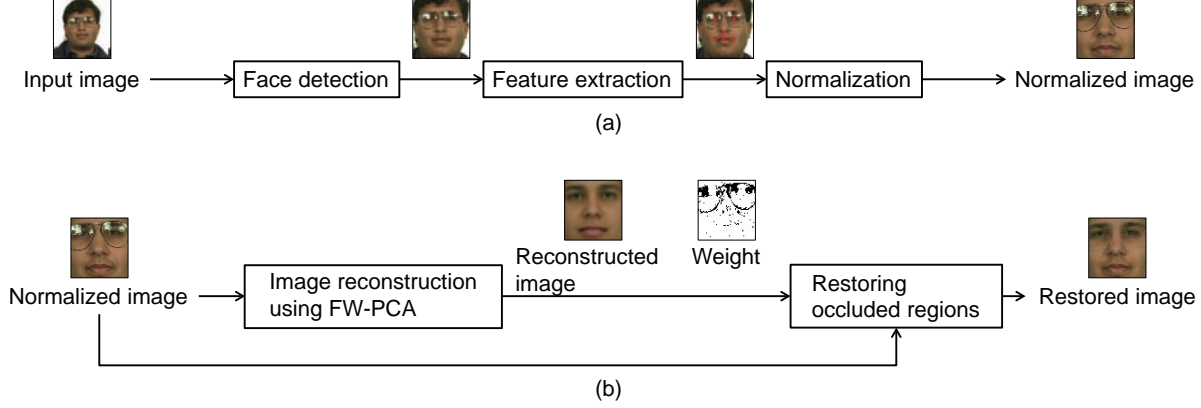 Input image
Face detection
Feature extraction
Normalization
Normalized image
(a)
Reconstructed
image
Weight
Normalized image
Image reconstruction
using FW-PCA
Restoring
occluded regions
Restored image
(b)